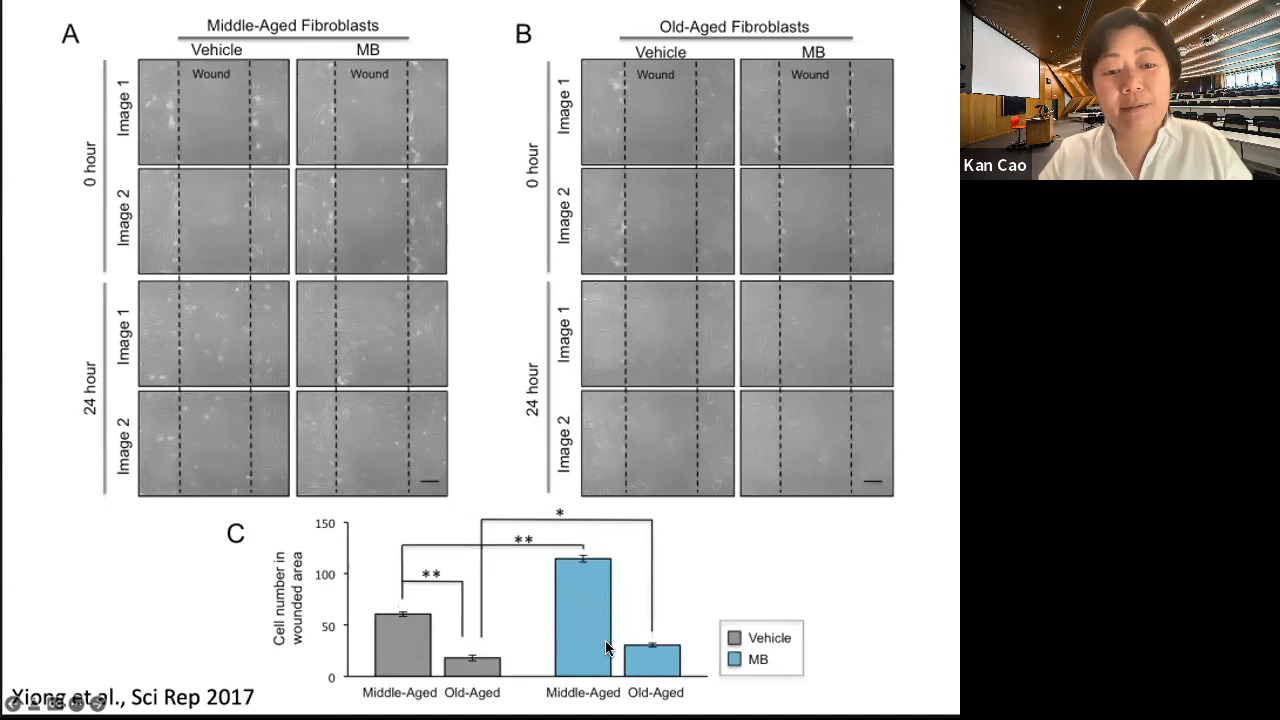 A
Middle-Aged Fibroblasts
Vehicle
MB
Wound
Wound
0 hour
Image 1
Image 2
24 hour
Image 1
Image 2
B
Old-Aged Fibroblasts
Vehicle
MB
Wound
Wound
0 hour
Image 1
Image 2
24 hour
Image 1
Image 2
C
Cell number in
wounded area
150
100
50
0
**
**
*
Middle-Aged
Old-Aged
Middle-Aged
Old-Aged
Vehicle
MB
Xiong et al., Sci Rep 2017
Kan Cao